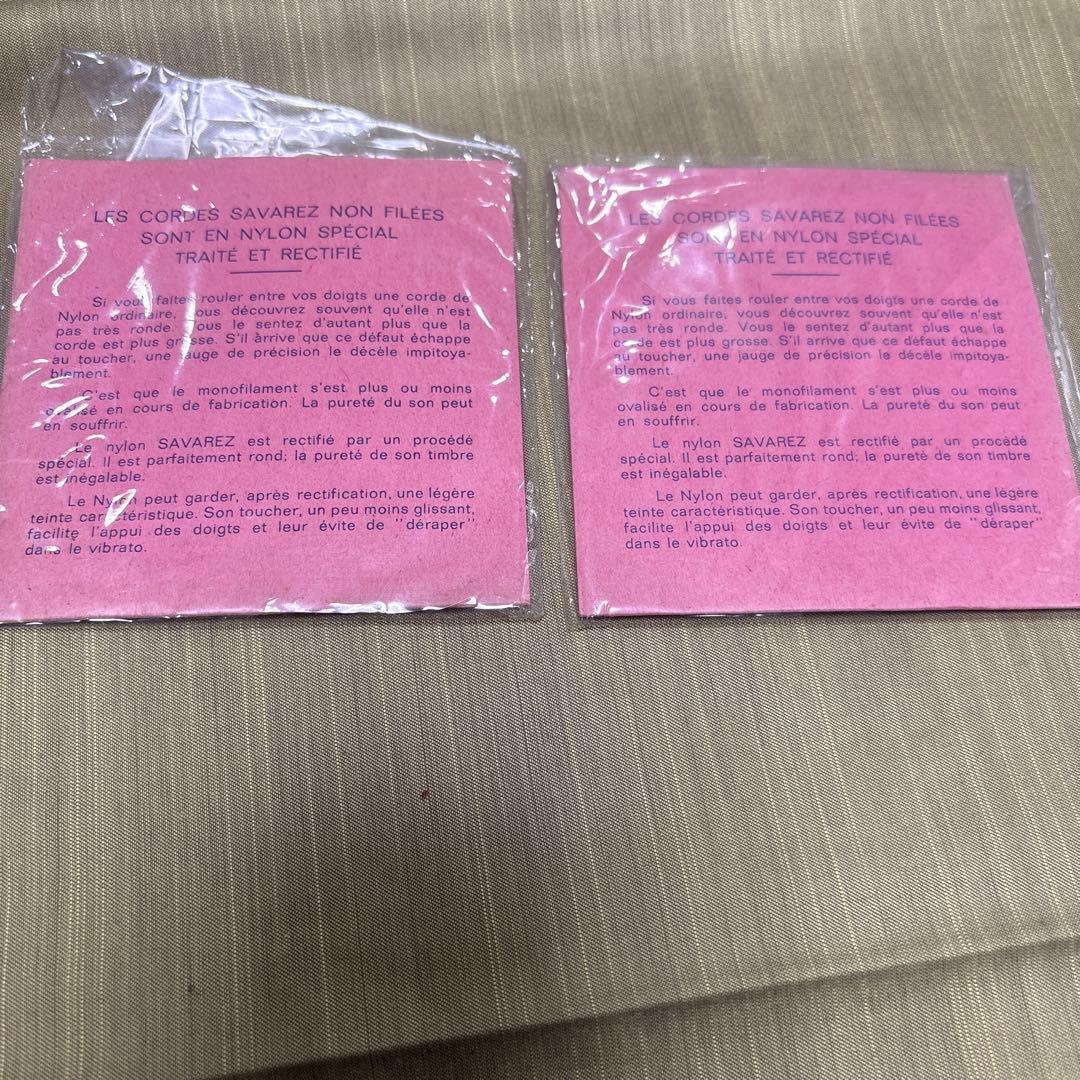 LES CORDES SAVAREZ NON FILÉES
SONT EN NYLON SPÉCIAL
TRAITÉ ET RECTIFIÉ
Si vous faites rouler entre vos doigts une corde de
Nylon ordinaire, vous découvrez souvent qu'elle n'est
pas très ronde. Vous le sentez d'autant plus que la
corde est plus grosse. S'il arrive que ce défaut échappe
au toucher, une jauge de précision le décèle impitoya-
blement.
C'est que le monofilament s'est plus ou moins
ovalisé en cours de fabrication. La pureté du son peut
en souffrir.
Le nylon SAVAREZ est rectifié par un procédé
spécial. Il est parfaitement rond; la pureté de son timbre
est inégalable.
Le Nylon peut garder, après rectification, une légère
teinte caractéristique. Son toucher, un peu moins glissant,
facilite l'appui des doigts et leur évite de "déraper"
dans le vibrato.
LES CORDES SAVAREZ NON FILÉES
SONT EN NYLON SPÉCIAL
TRAITÉ ET RECTIFIÉ
Si vous faites rouler entre vos doigts une corde de
Nylon ordinaire, vous découvrez souvent qu'elle n'est
pas très ronde. Vous le sentez d'autant plus que la
corde est plus grosse. S'il arrive que ce défaut échappe
au toucher, une jauge de précision le décèle impitoya-
blement.
C'est que le monofilament s'est plus ou moins
ovalisé en cours de fabrication. La pureté du son peut
en souffrir.
Le nylon SAVAREZ est rectifié par un procédé
spécial. Il est parfaitement rond; la pureté de son timbre
est inégalable.
Le Nylon peut garder, après rectification, une légère
teinte caractéristique. Son toucher, un peu moins glissant,
facilite l'appui des doigts et leur évite de "déraper"
dans le vibrato.